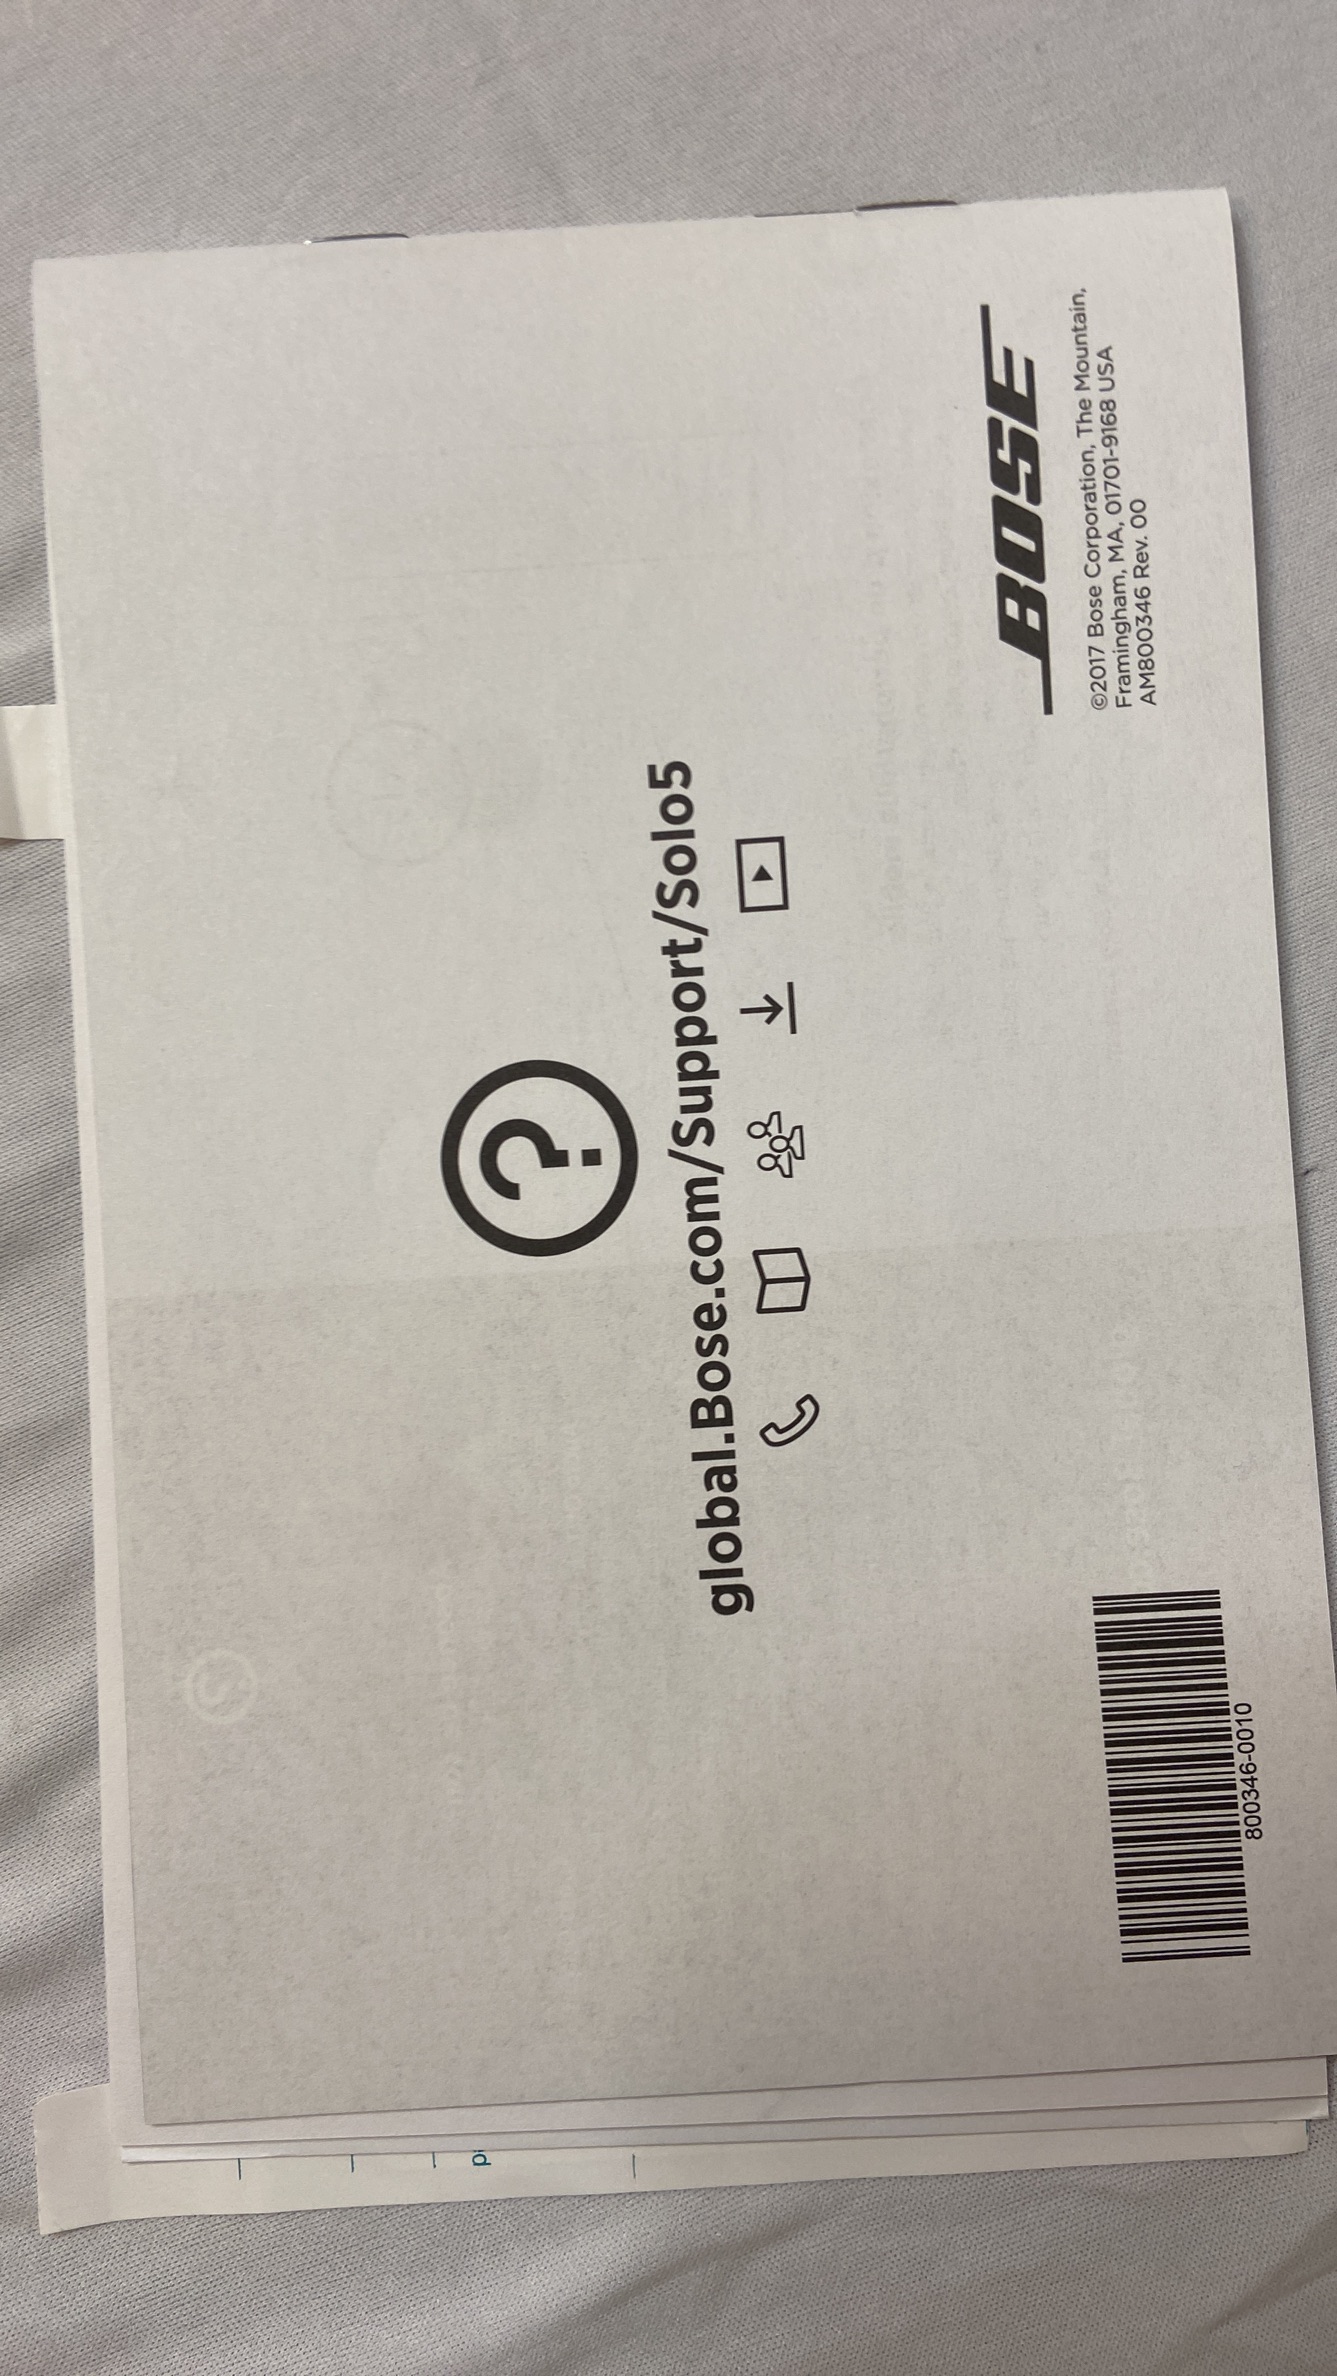 ?
global.Bose.com/Support/Solo5
BOSE
©2017 Bose Corporation, The Mountain,
Framingham, MA, 01701-9168 USA
AM800346 Rev. 00
800346-0010